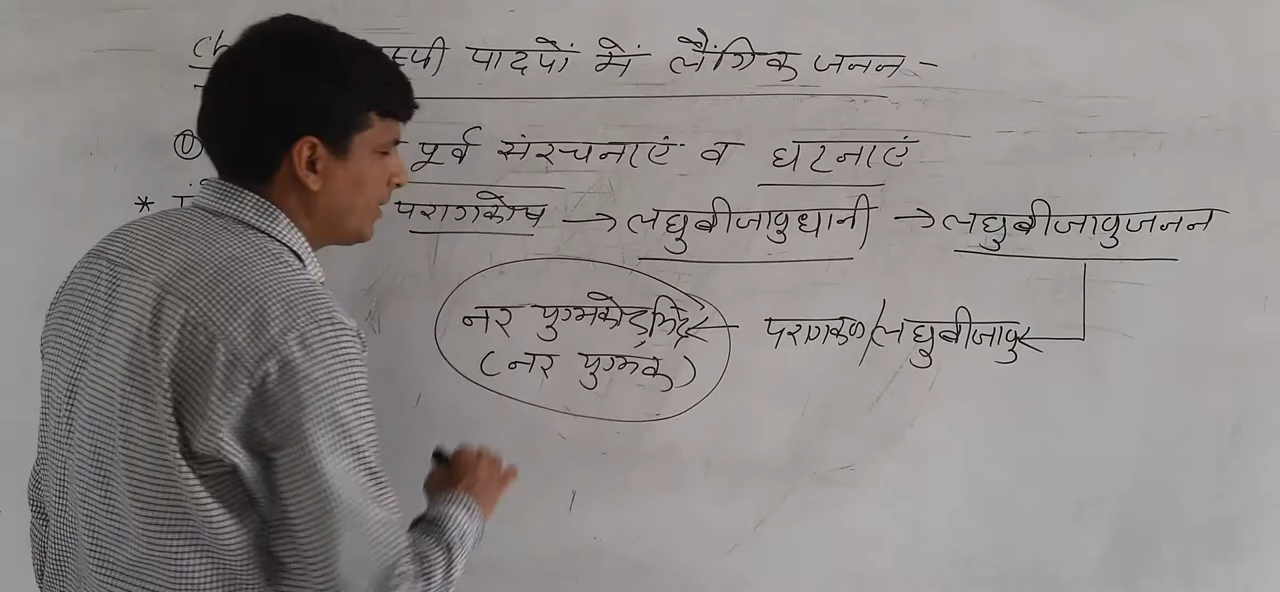 Ch पी पादपों में लैंगिक जनन -
① पूर्व संरचनाएं व घटनाएं
* परागकोष → लघुबीजाणुधानी → लघुबीजाणुजनन
नर युग्मकोद्भिद ← परागकण/लघुबीजाणु ←
(नर युग्मक)